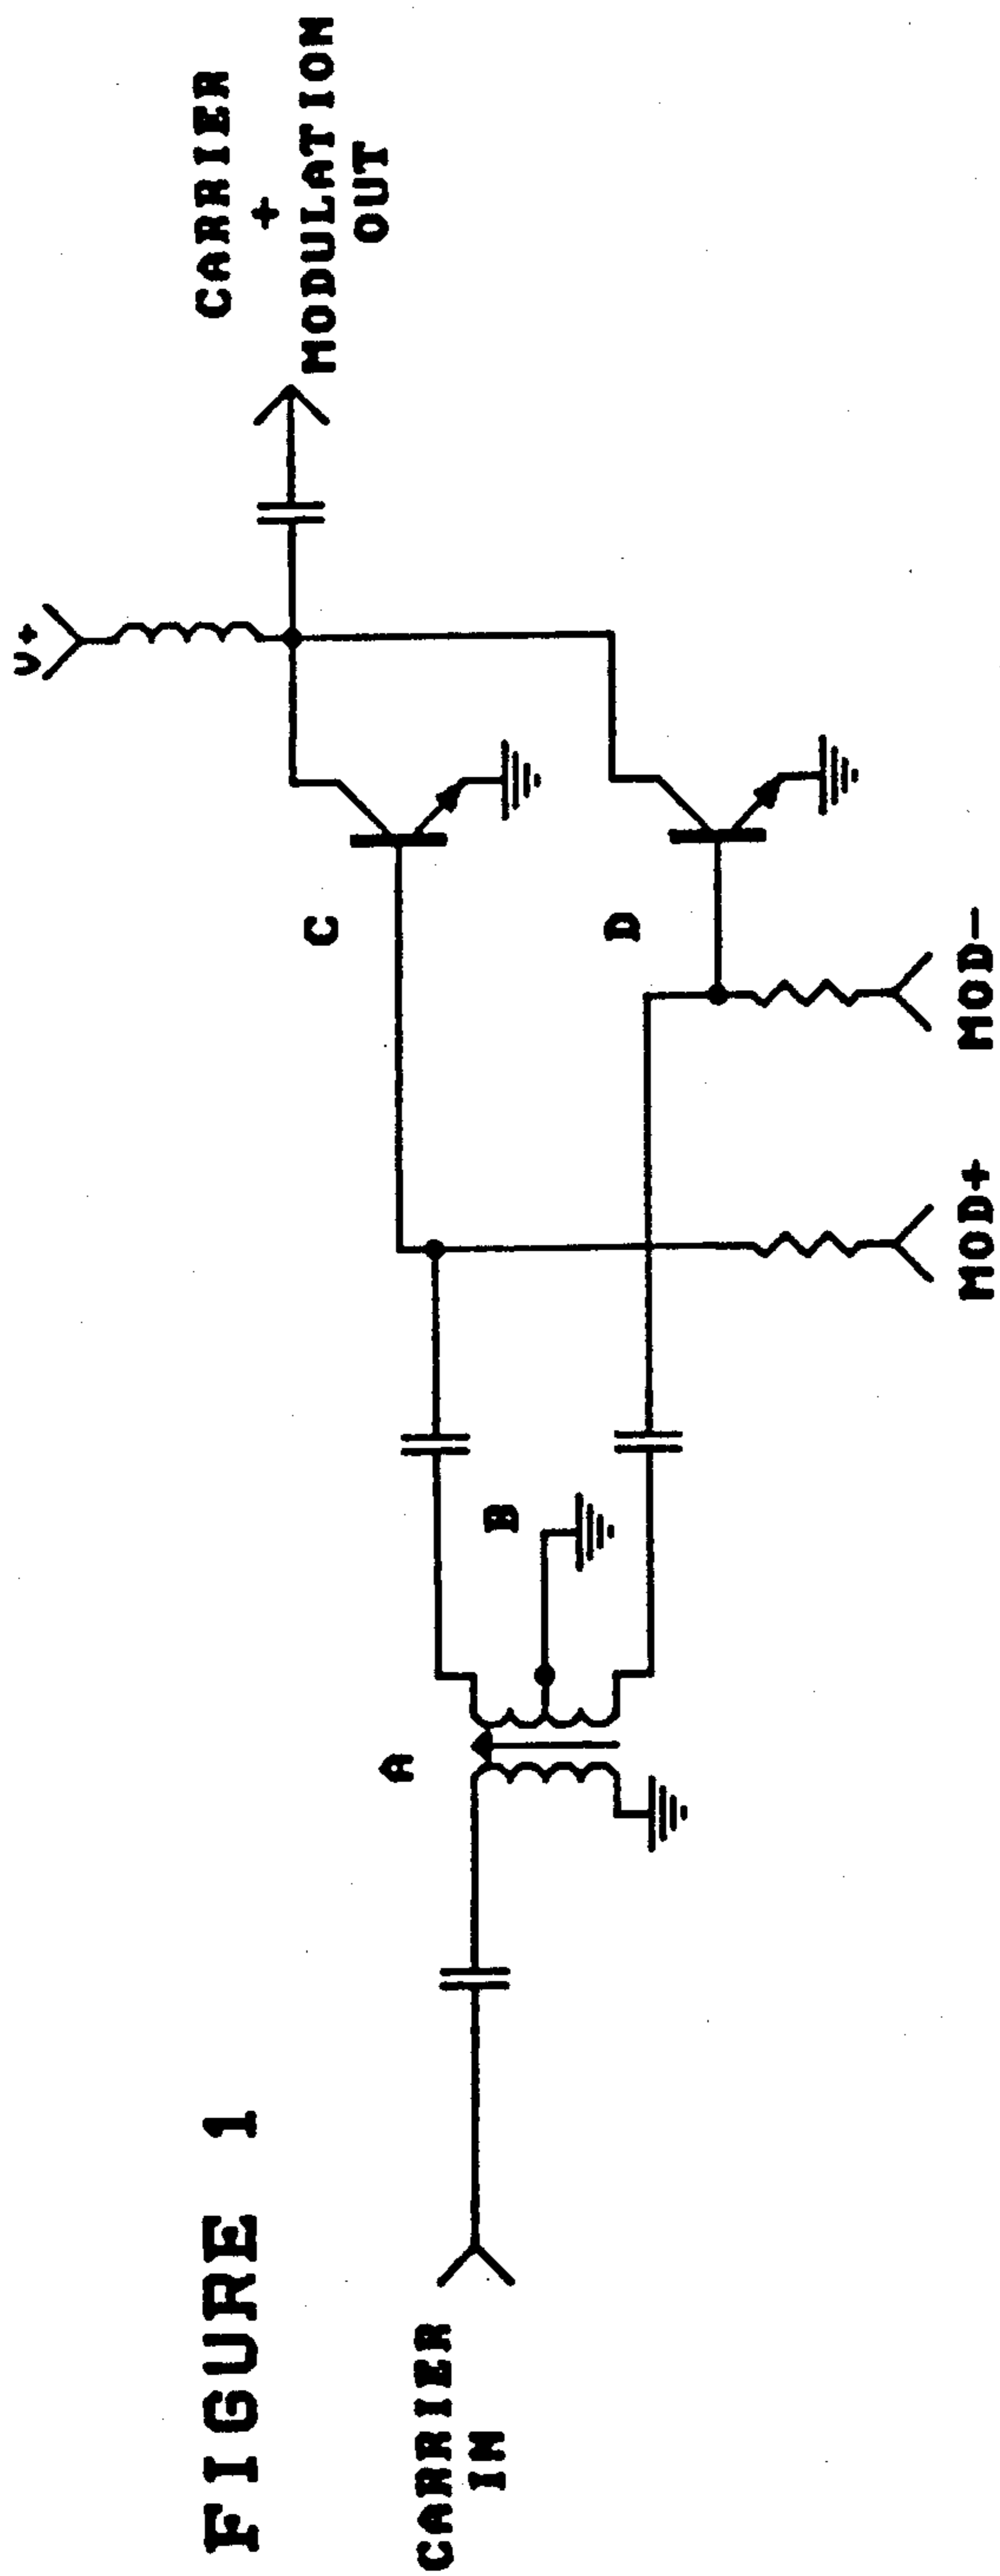 FIGURE 1
CARRIER
IN
A
B
C
D
MOD+
MOD-
V+
CARRIER
+
MODULATION
OUT